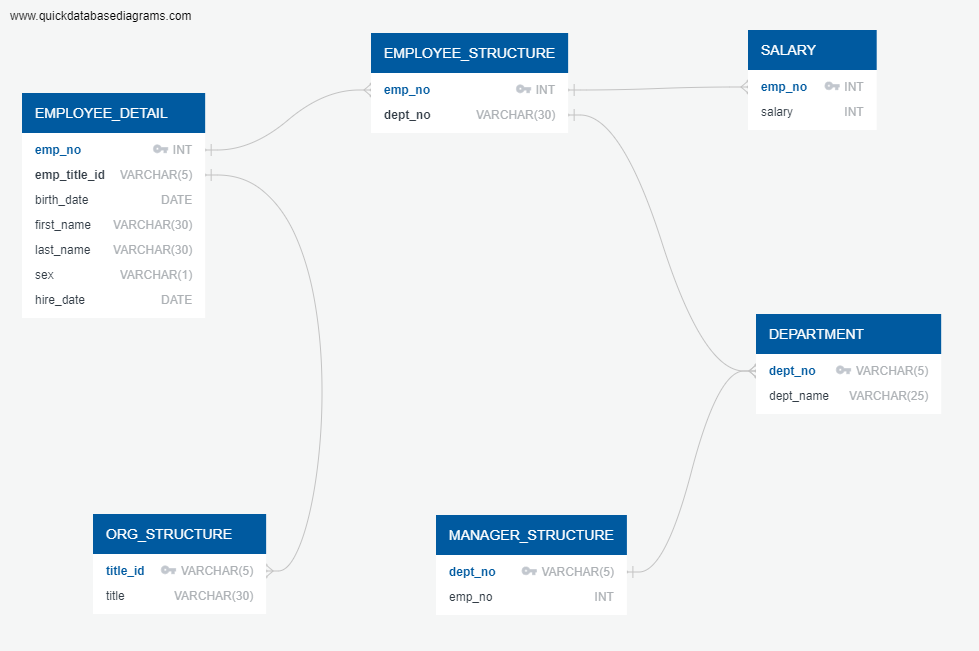 www.quickdatabasediagrams.com
EMPLOYEE_DETAIL
emp_no INT
emp_title_id VARCHAR(5)
birth_date DATE
first_name VARCHAR(30)
last_name VARCHAR(30)
sex VARCHAR(1)
hire_date DATE
EMPLOYEE_STRUCTURE
emp_no INT
dept_no VARCHAR(30)
SALARY
emp_no INT
salary INT
DEPARTMENT
dept_no VARCHAR(5)
dept_name VARCHAR(25)
ORG_STRUCTURE
title_id VARCHAR(5)
title VARCHAR(30)
MANAGER_STRUCTURE
dept_no VARCHAR(5)
emp_no INT